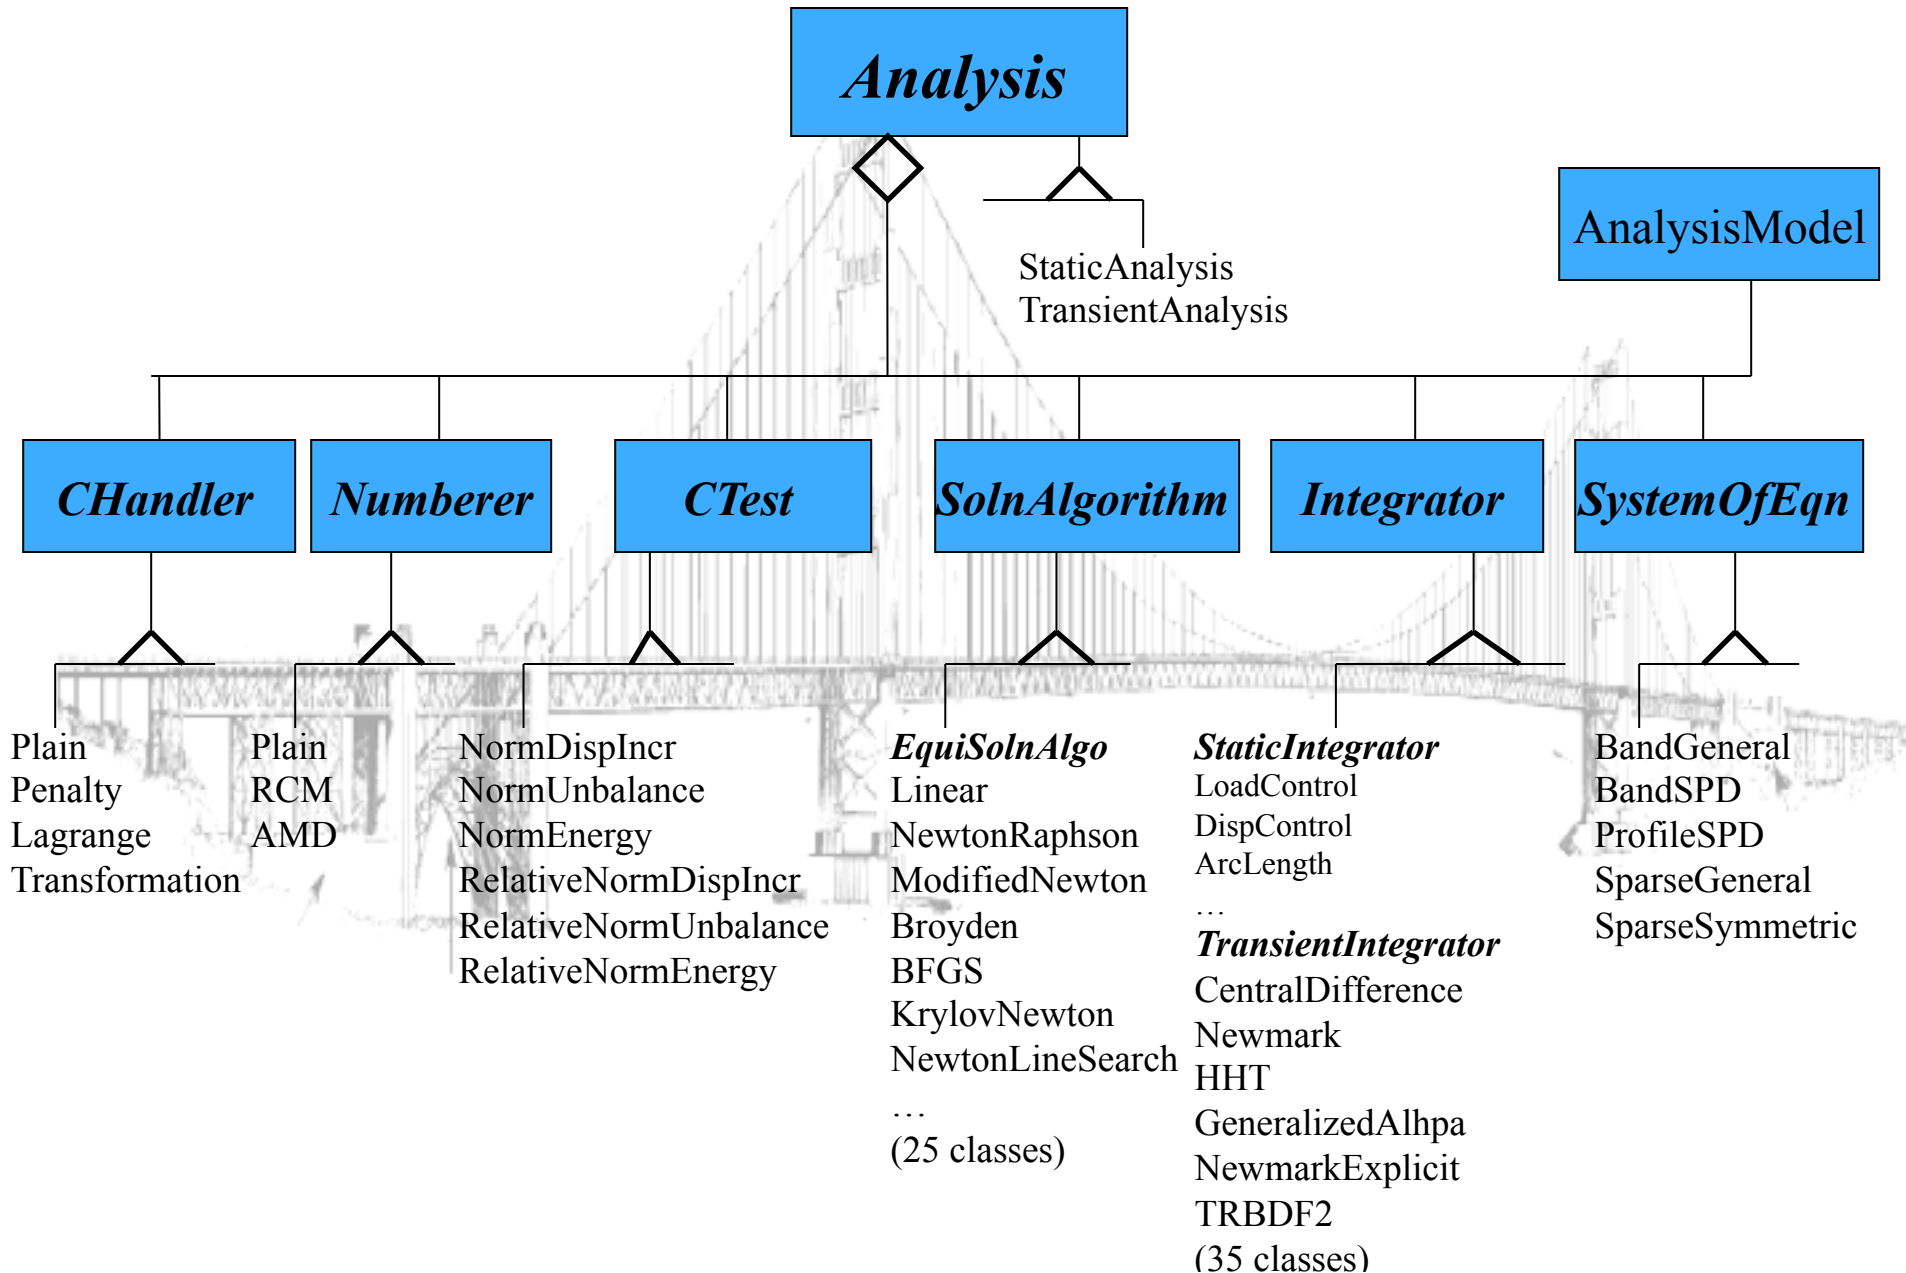 Analysis
StaticAnalysis
TransientAnalysis
AnalysisModel
CHandler
Numberer
CTest
SolnAlgorithm
Integrator
SystemOfEqn
Plain
Penalty
Lagrange
Transformation
Plain
RCM
AMD
NormDispIncr
NormUnbalance
NormEnergy
RelativeNormDispIncr
RelativeNormUnbalance
RelativeNormEnergy
EquiSolnAlgo
Linear
NewtonRaphson
ModifiedNewton
Broyden
BFGS
KrylovNewton
NewtonLineSearch
…
(25 classes)
StaticIntegrator
LoadControl
DispControl
ArcLength
…
TransientIntegrator
CentralDifference
Newmark
HHT
GeneralizedAlhpa
NewmarkExplicit
TRBDF2
(35 classes)
BandGeneral
BandSPD
ProfileSPD
SparseGeneral
SparseSymmetric